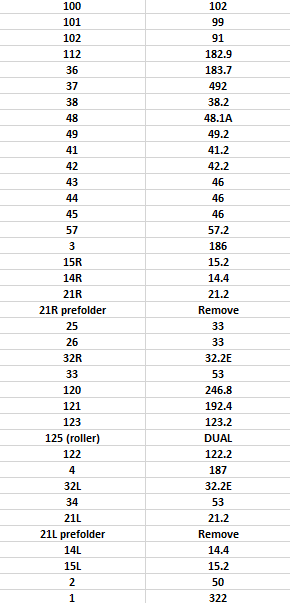 100 102
101 99
102 91
112 182.9
36 183.7
37 492
38 38.2
48 48.1A
49 49.2
41 41.2
42 42.2
43 46
44 46
45 46
57 57.2
3 186
15R 15.2
14R 14.4
21R 21.2
21R prefolder Remove
25 33
26 33
32R 32.2E
33 53
120 246.8
121 192.4
123 123.2
125 (roller) DUAL
122 122.2
4 187
32L 32.2E
34 53
21L 21.2
21L prefolder Remove
14L 14.4
15L 15.2
2 50
1 322